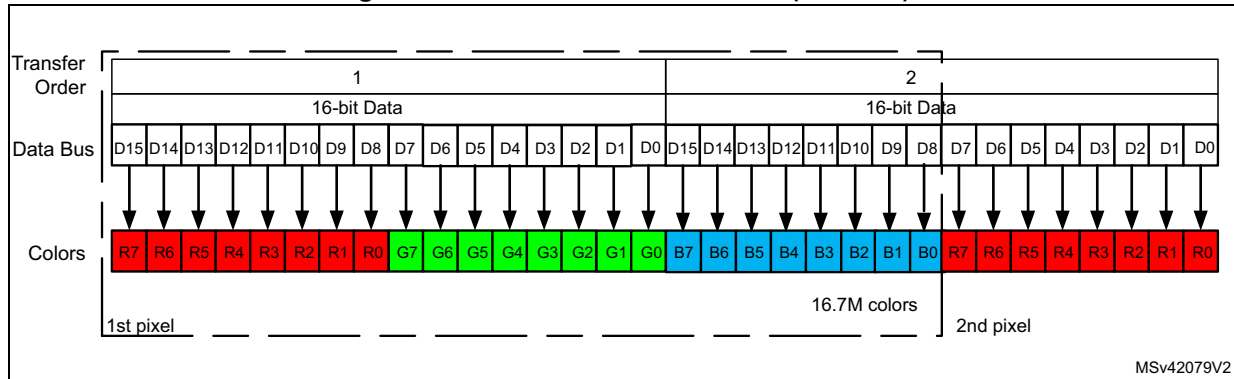 Transfer Order
1 2
16-bit Data 16-bit Data
Data Bus D15 D14 D13 D12 D11 D10 D9 D8 D7 D6 D5 D4 D3 D2 D1 D0 D15 D14 D13 D12 D11 D10 D9 D8 D7 D6 D5 D4 D3 D2 D1 D0
Colors R7 R6 R5 R4 R3 R2 R1 R0 G7 G6 G5 G4 G3 G2 G1 G0 B7 B6 B5 B4 B3 B2 B1 B0 R7 R6 R5 R4 R3 R2 R1 R0
16.7M colors
1st pixel 2nd pixel
MSv42079V2